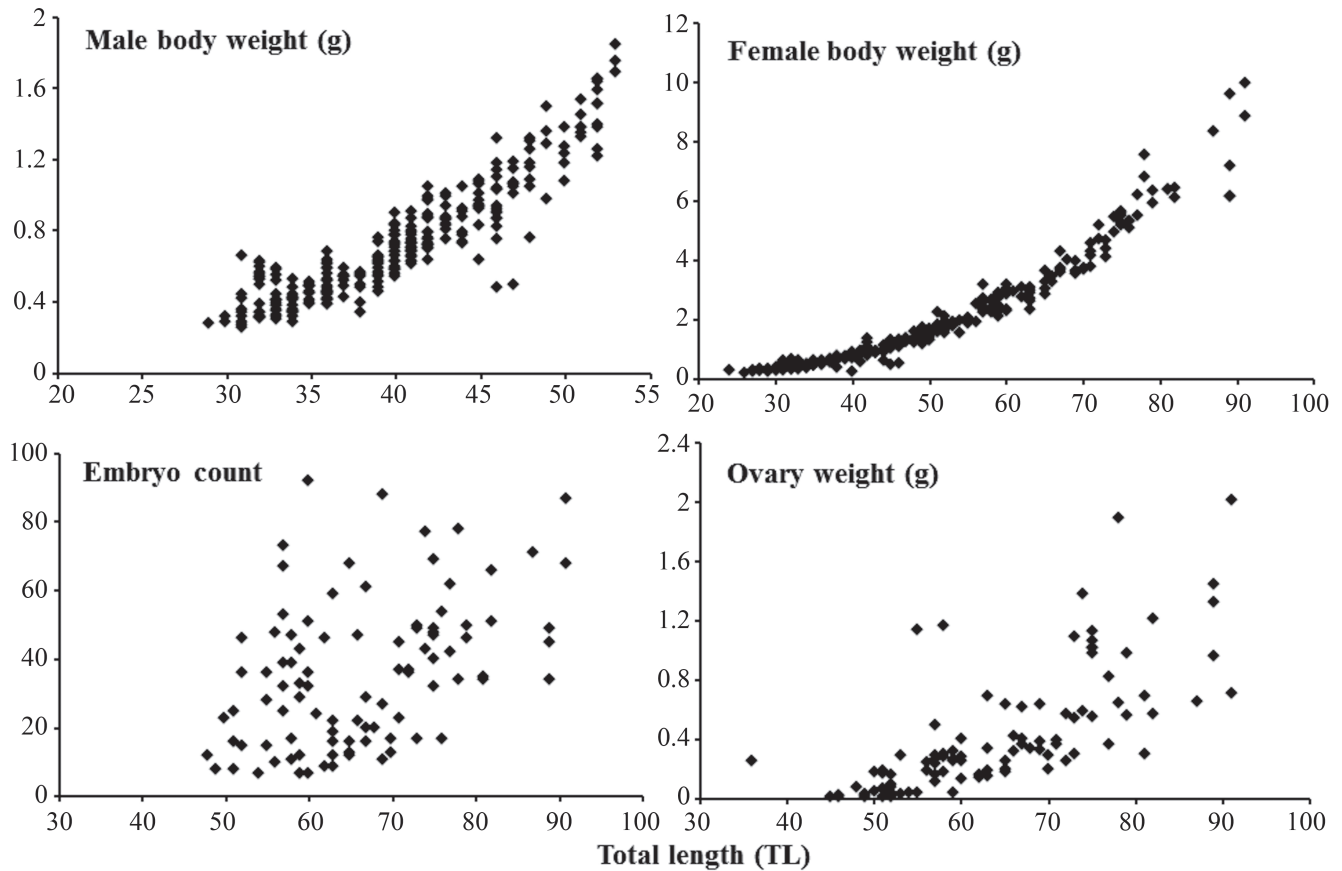 Male body weight (g)
2
1.6
1.2
0.8
0.4
0
20 25 30 35 40 45 50 55
Female body weight (g)
12
10
8
6
4
2
0
20 30 40 50 60 70 80 90 100
Embryo count
100
80
60
40
20
0
30 40 50 60 70 80 90 100
Ovary weight (g)
2.4
2
1.6
1.2
0.8
0.4
0
30 40 50 60 70 80 90 100
Total length (TL)